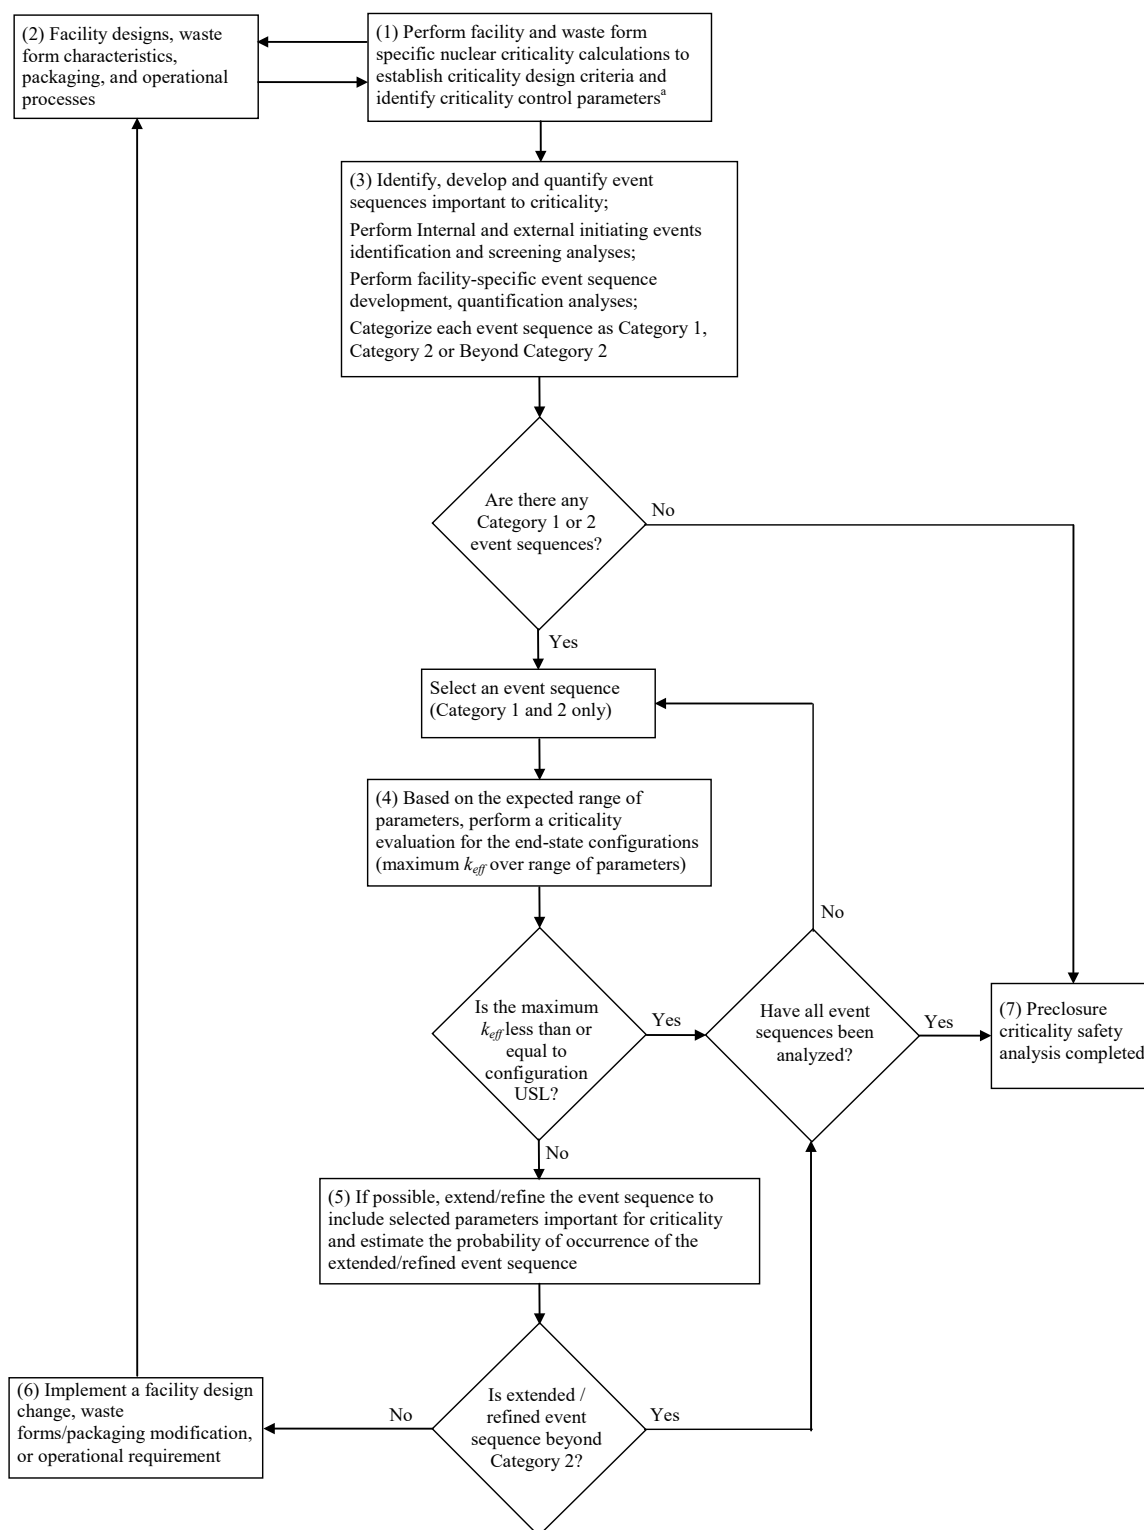 (2) Facility designs, waste
form characteristics,
packaging, and operational
processes
(1) Perform facility and waste form
specific nuclear criticality calculations to
establish criticality design criteria and
identify criticality control parametersᵃ
(3) Identify, develop and quantify event
sequences important to criticality;
Perform Internal and external initiating events
identification and screening analyses;
Perform facility-specific event sequence
development, quantification analyses;
Categorize each event sequence as Category 1,
Category 2 or Beyond Category 2
Are there any
Category 1 or 2
event sequences?
No
Yes
Select an event sequence
(Category 1 and 2 only)
(4) Based on the expected range of
parameters, perform a criticality
evaluation for the end-state configurations
(maximum keff over range of parameters)
No
Is the maximum
keff less than or
equal to
configuration
USL?
Yes
Have all event
sequences been
analyzed?
Yes
(7) Preclosure
criticality safety
analysis completed
No
(5) If possible, extend/refine the event sequence to
include selected parameters important for criticality
and estimate the probability of occurrence of the
extended/refined event sequence
(6) Implement a facility design
change, waste
forms/packaging modification,
or operational requirement
No
Is extended /
refined event
sequence beyond
Category 2?
Yes